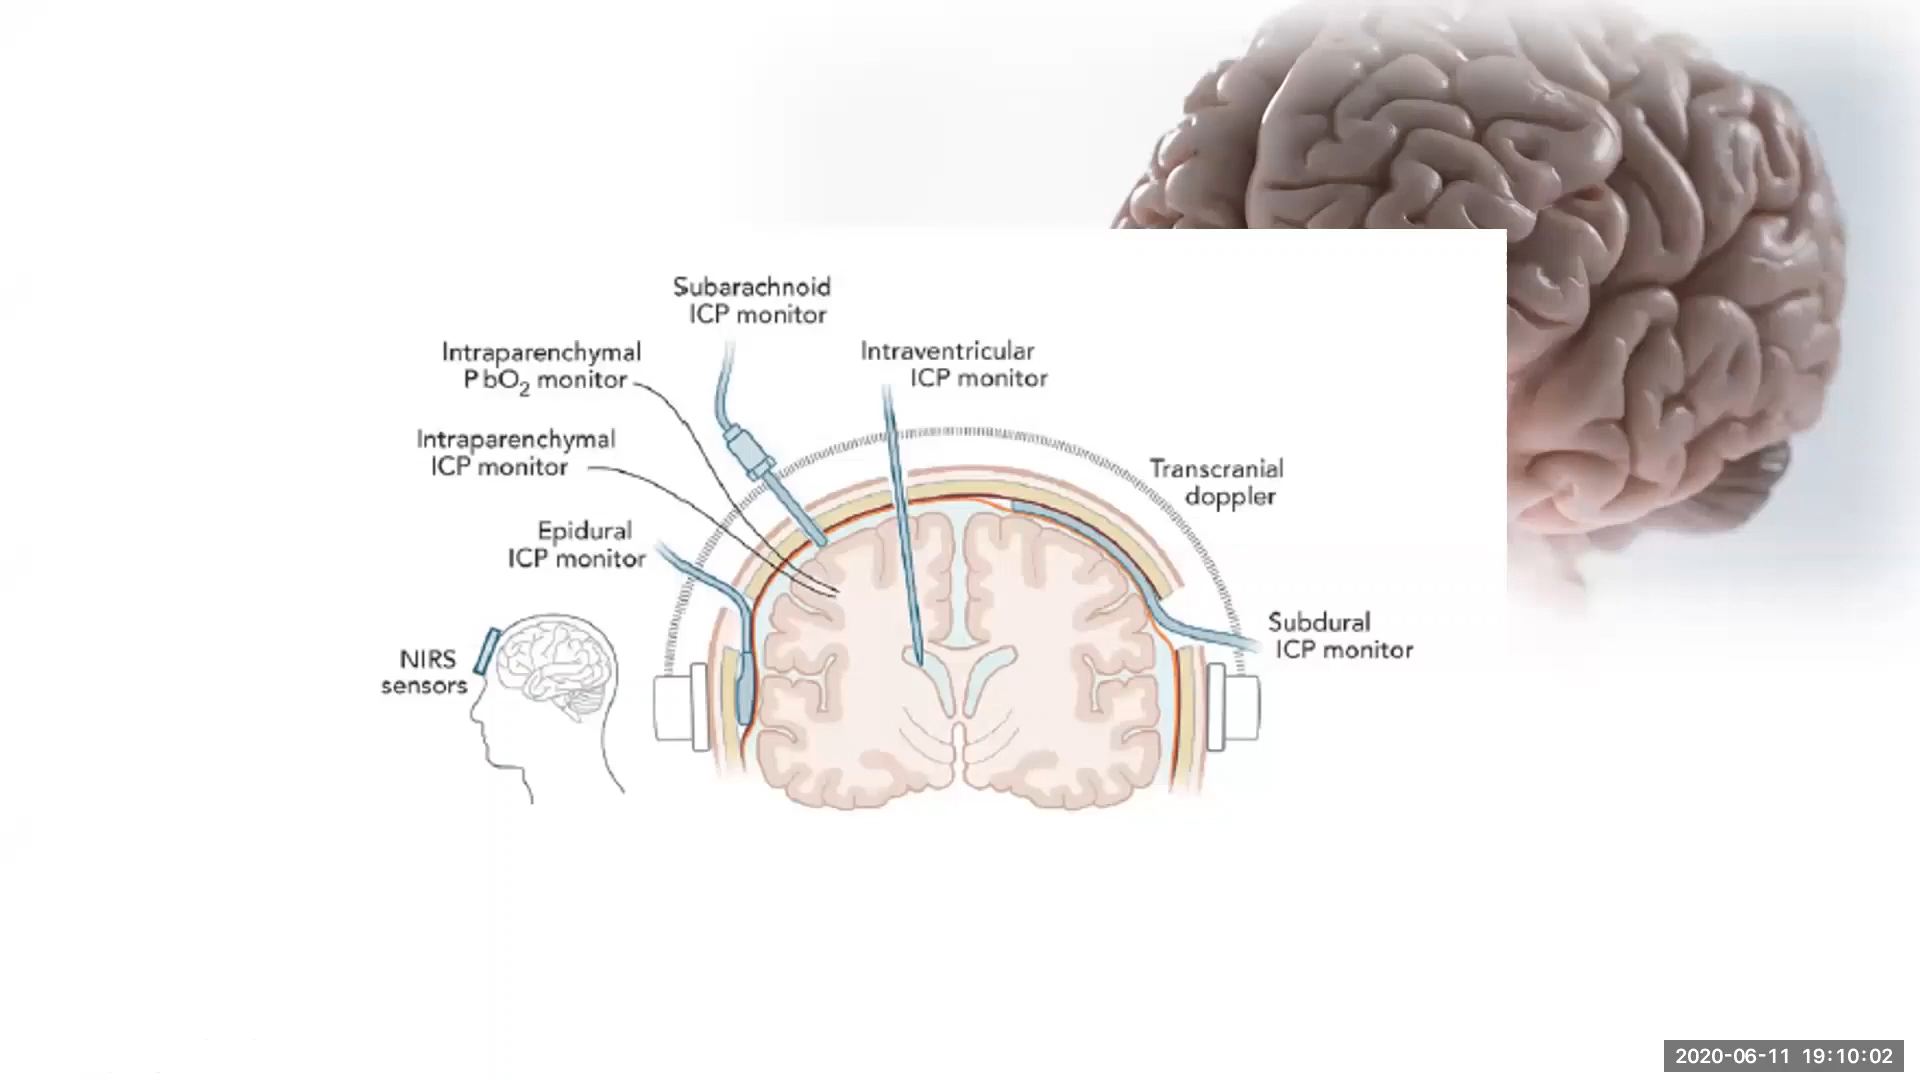 Subarachnoid
ICP monitor
Intraparenchymal
PbO₂ monitor
Intraventricular
ICP monitor
Intraparenchymal
ICP monitor
Transcranial
doppler
Epidural
ICP monitor
Subdural
ICP monitor
NIRS
sensors
2020-06-11 19:10:02